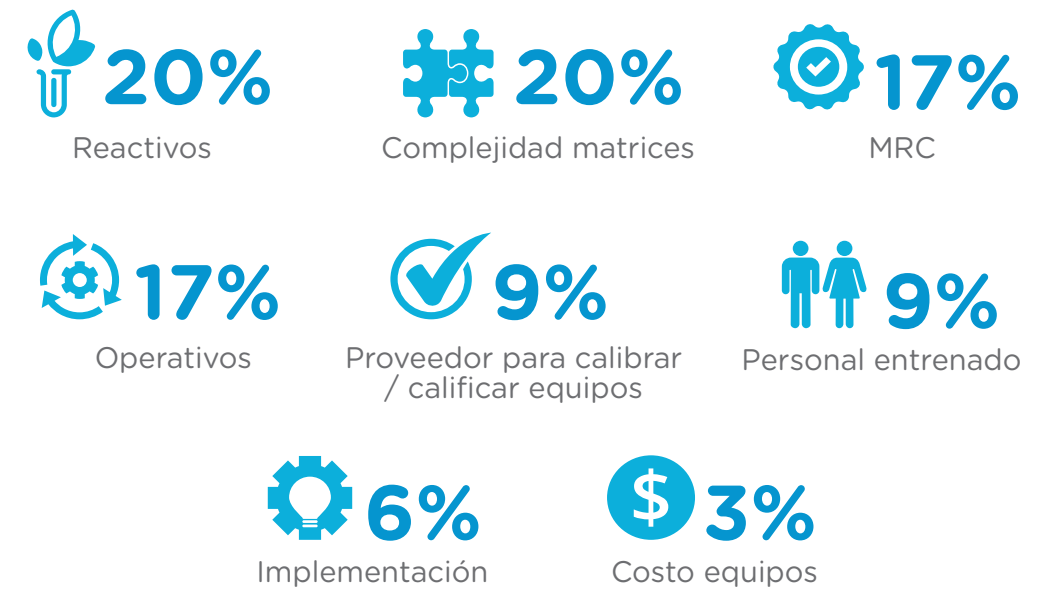 20%
Reactivos
20%
Complejidad matrices
17%
MRC
17%
Operativos
9%
Proveedor para calibrar
/ calificar equipos
9%
Personal entrenado
6%
Implementación
$
3%
Costo equipos